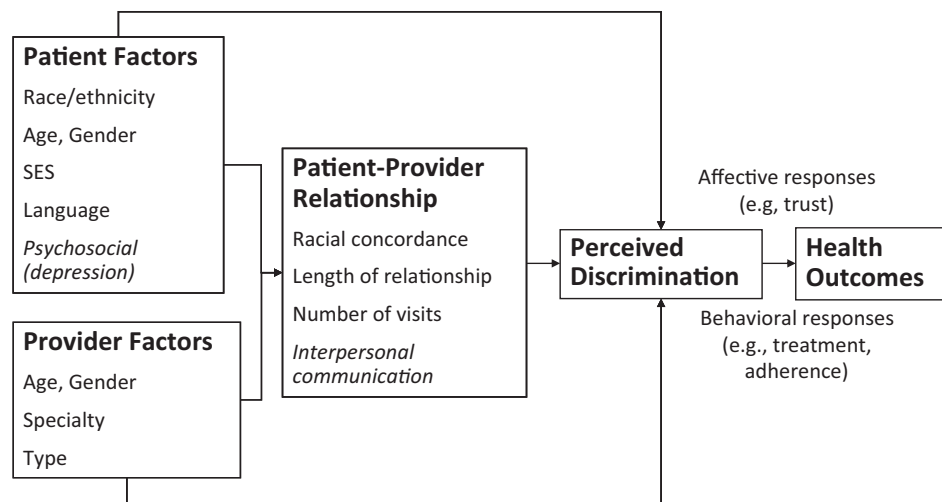 Patient Factors
Race/ethnicity
Age, Gender
SES
Language
Psychosocial
(depression)
Provider Factors
Age, Gender
Specialty
Type
Patient-Provider
Relationship
Racial concordance
Length of relationship
Number of visits
Interpersonal
communication
Perceived
Discrimination
Affective responses
(e.g, trust)
Health
Outcomes
Behavioral responses
(e.g., treatment,
adherence)